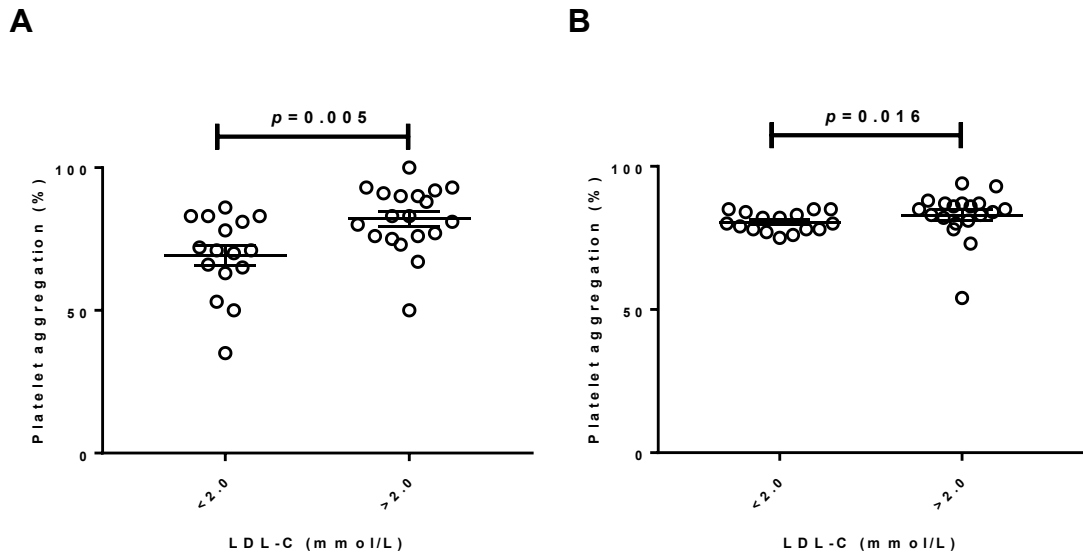 A
B
p=0.005
p=0.016
100
50
0
Platelet aggregation (%)
<2.0
>2.0
LDL-C (mmol/L)
100
50
0
Platelet aggregation (%)
<2.0
>2.0
LDL-C (mmol/L)